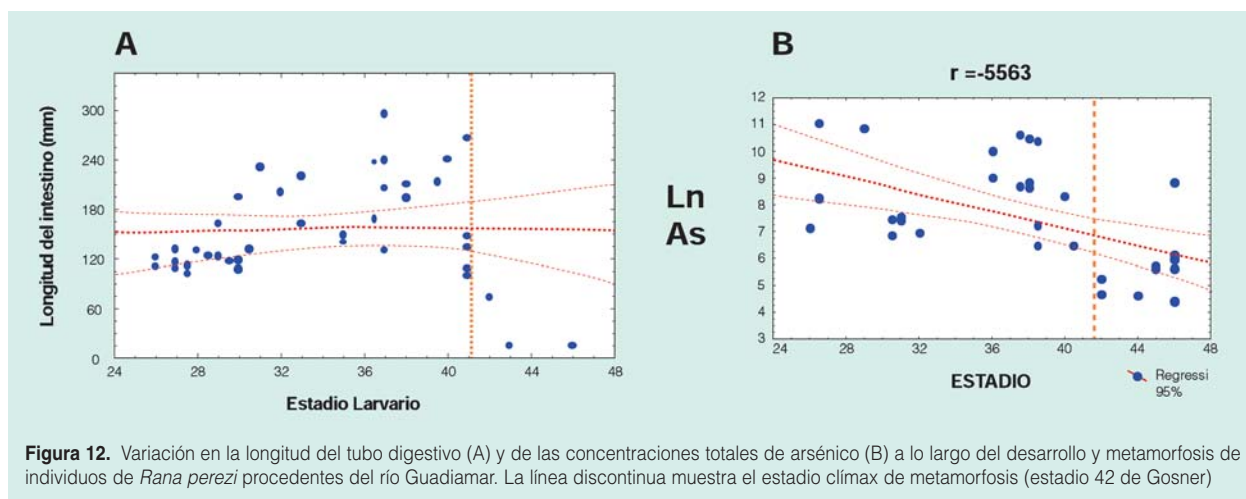 A
Longitud del intestino (mm)
300
240
180
120
60
0
24 28 32 36 40 44 48
Estadio Larvario
B
r =-5563
Ln
As
12
11
10
9
8
7
6
5
4
3
24 28 32 36 40 44 48
ESTADIO
Regressi
95%
Figura 12. Variación en la longitud del tubo digestivo (A) y de las concentraciones totales de arsénico (B) a lo largo del desarrollo y metamorfosis de
individuos de Rana perezi procedentes del río Guadiamar. La línea discontinua muestra el estadio clímax de metamorfosis (estadio 42 de Gosner)